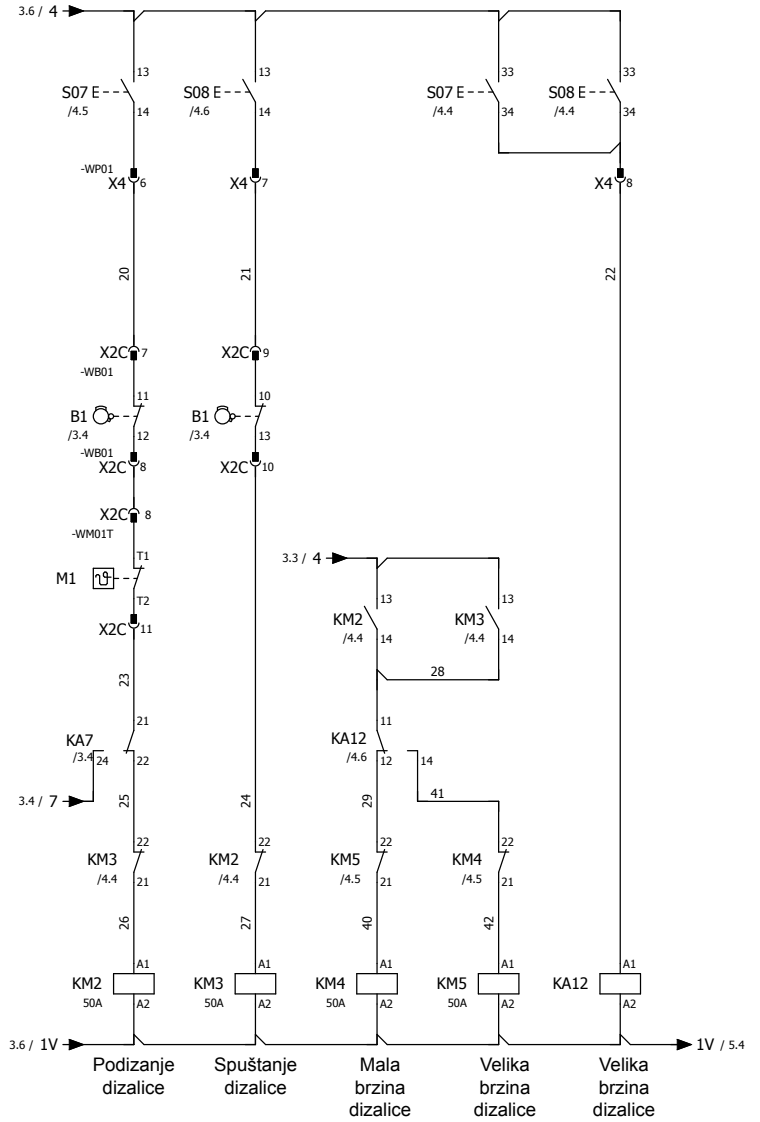 3.6 / 4
13 13 33 33
S07 E S08 E S07 E S08 E
/4.5 14 /4.6 14 /4.4 34 /4.4 34
-WP01
X4 6 X4 7 X4 8
20 21 22
X2C 7 X2C 9
-WB01
11 10
B1 B1
/3.4 12 /3.4 13
-WB01
X2C 8 X2C 10
X2C 8
-WM01T
T1
3.3 / 4
M1 ϑ
T2 13 13
KM2 KM3
X2C 11 /4.4 14 /4.4 14
23 28
21 11
KA7 KA12
/3.4 24 22 /4.6 12 14
3.4 / 7 25 24 29 41
22 22 22 22
KM3 KM2 KM5 KM4
/4.4 21 /4.4 21 /4.5 21 /4.5 21
26 27 40 42
A1 A1 A1 A1 A1
KM2 KM3 KM4 KM5 KA12
50A A2 50A A2 50A A2 50A A2 A2
3.6 / 1V 1V / 5.4
Podizanje Spuštanje Mala Velika Velika
dizalice dizalice brzina brzina brzina
dizalice dizalice dizalice